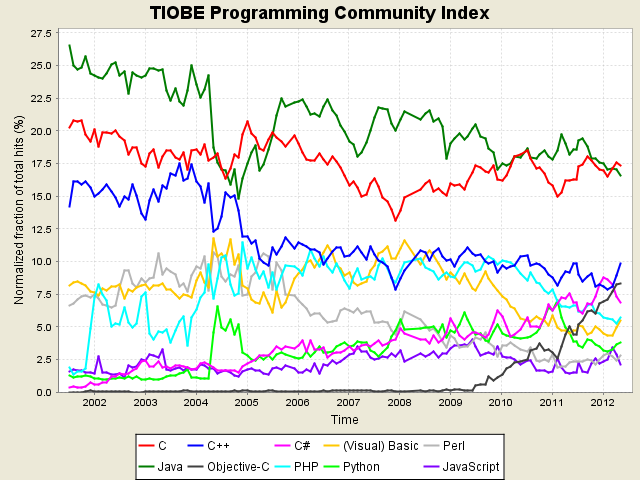 TIOBE Programming Community Index
27.5
25.0
22.5
20.0
17.5
15.0
12.5
10.0
7.5
5.0
2.5
0.0
Normalized fraction of total hits (%)
2002 2003 2004 2005 2006 2007 2008 2009 2010 2011 2012
Time
C C++ C# (Visual) Basic Perl
Java Objective-C PHP Python JavaScript